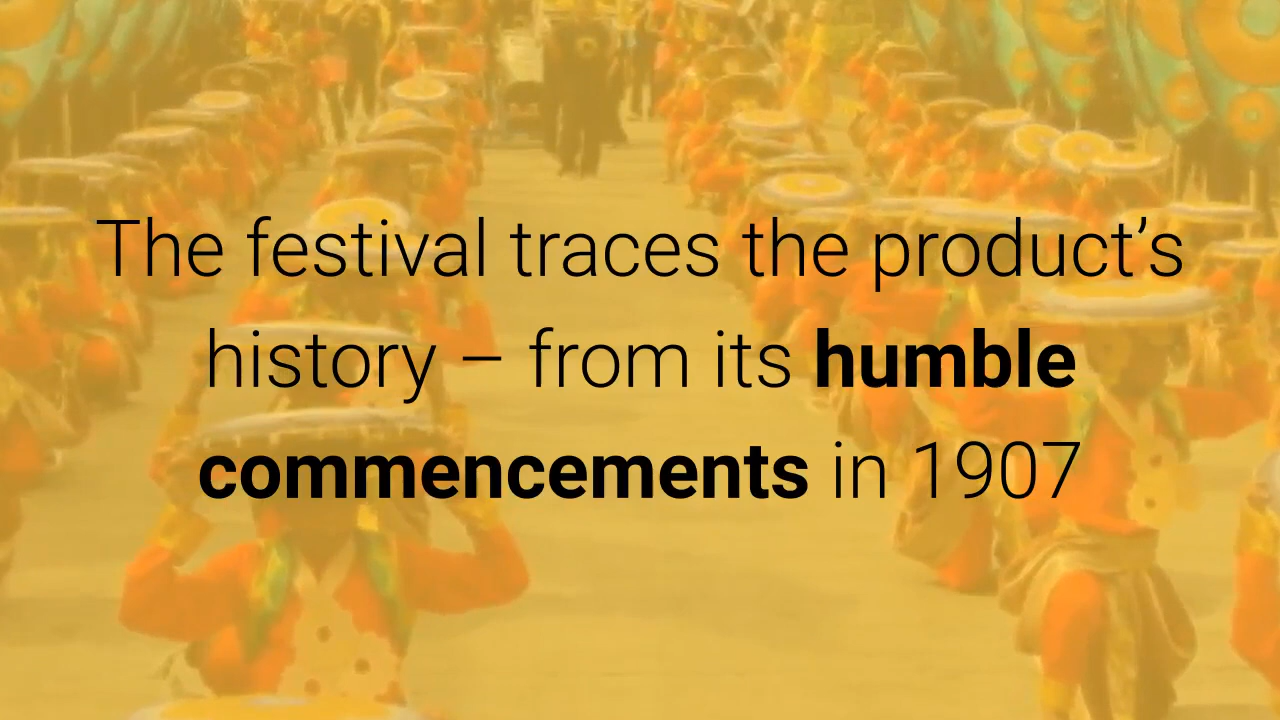 The festival traces the product’s
history – from its humble
commencements in 1907